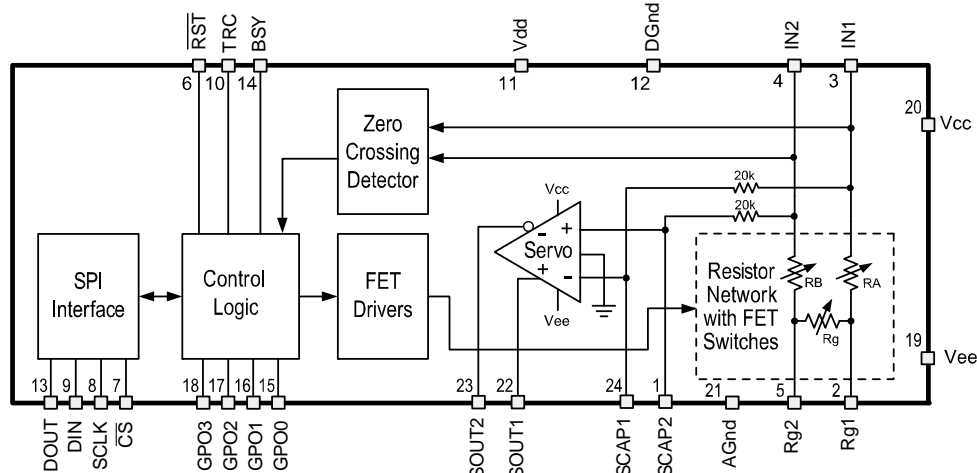 RST
TRC
BSY
Vdd
DGnd
IN2
IN1
6
10
14
11
12
4
3
20
Vcc
Zero
Crossing
Detector
20k
20k
Vcc
+
-
Servo
+
-
Vee
SPI
Interface
Control
Logic
FET
Drivers
Resistor
Network
with FET
Switches
RB
RA
Rg
19
Vee
13
9
8
7
18
17
16
15
23
22
24
1
21
5
2
DOUT
DIN
SCLK
CS
GPO3
GPO2
GPO1
GPO0
SOUT2
SOUT1
SCAP1
SCAP2
AGnd
Rg2
Rg1